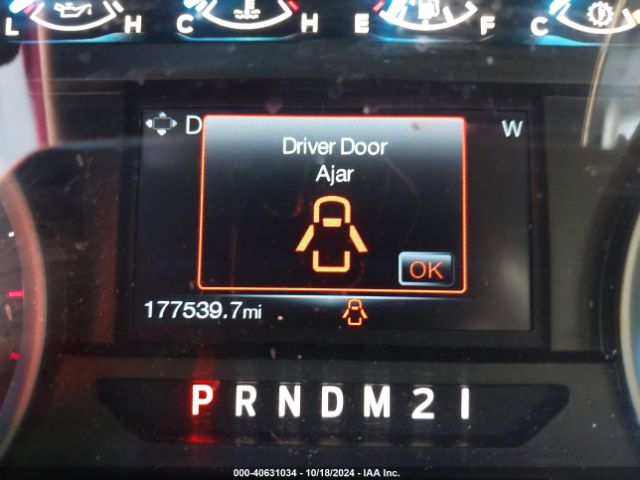 L H C H E F C
D W
Driver Door
Ajar
OK
177539.7mi
P R N D M 2 1
000-40631034 - 10/18/2024 - IAA Inc.